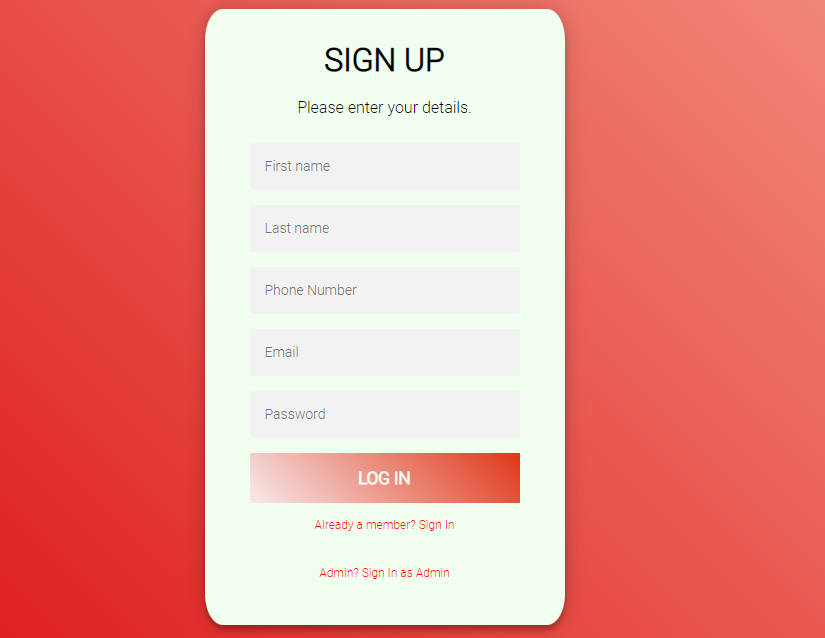 SIGN UP
Please enter your details.
First name
Last name
Phone Number
Email
Password
LOG IN
Already a member? Sign In
Admin? Sign In as Admin